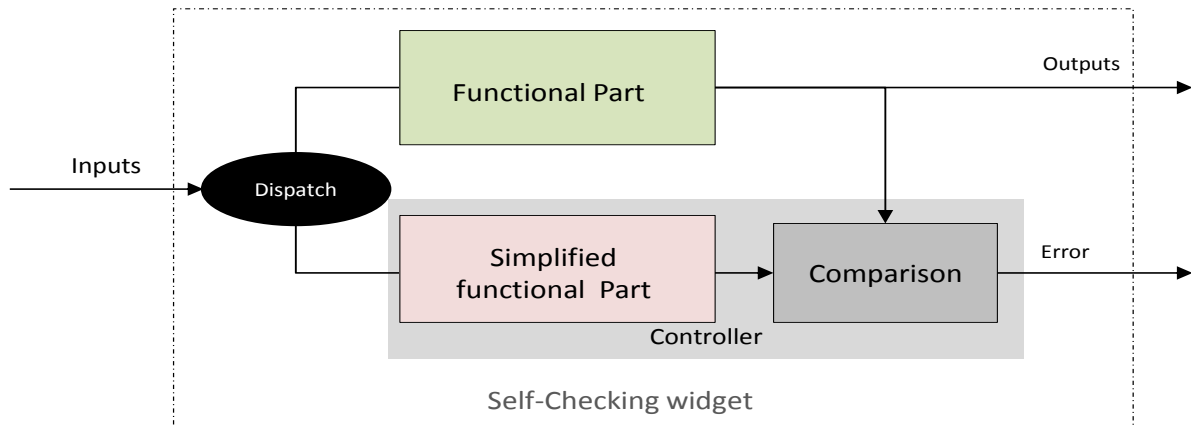 Functional Part
Outputs
Inputs
Dispatch
Simplified
functional Part
Comparison
Error
Controller
Self-Checking widget